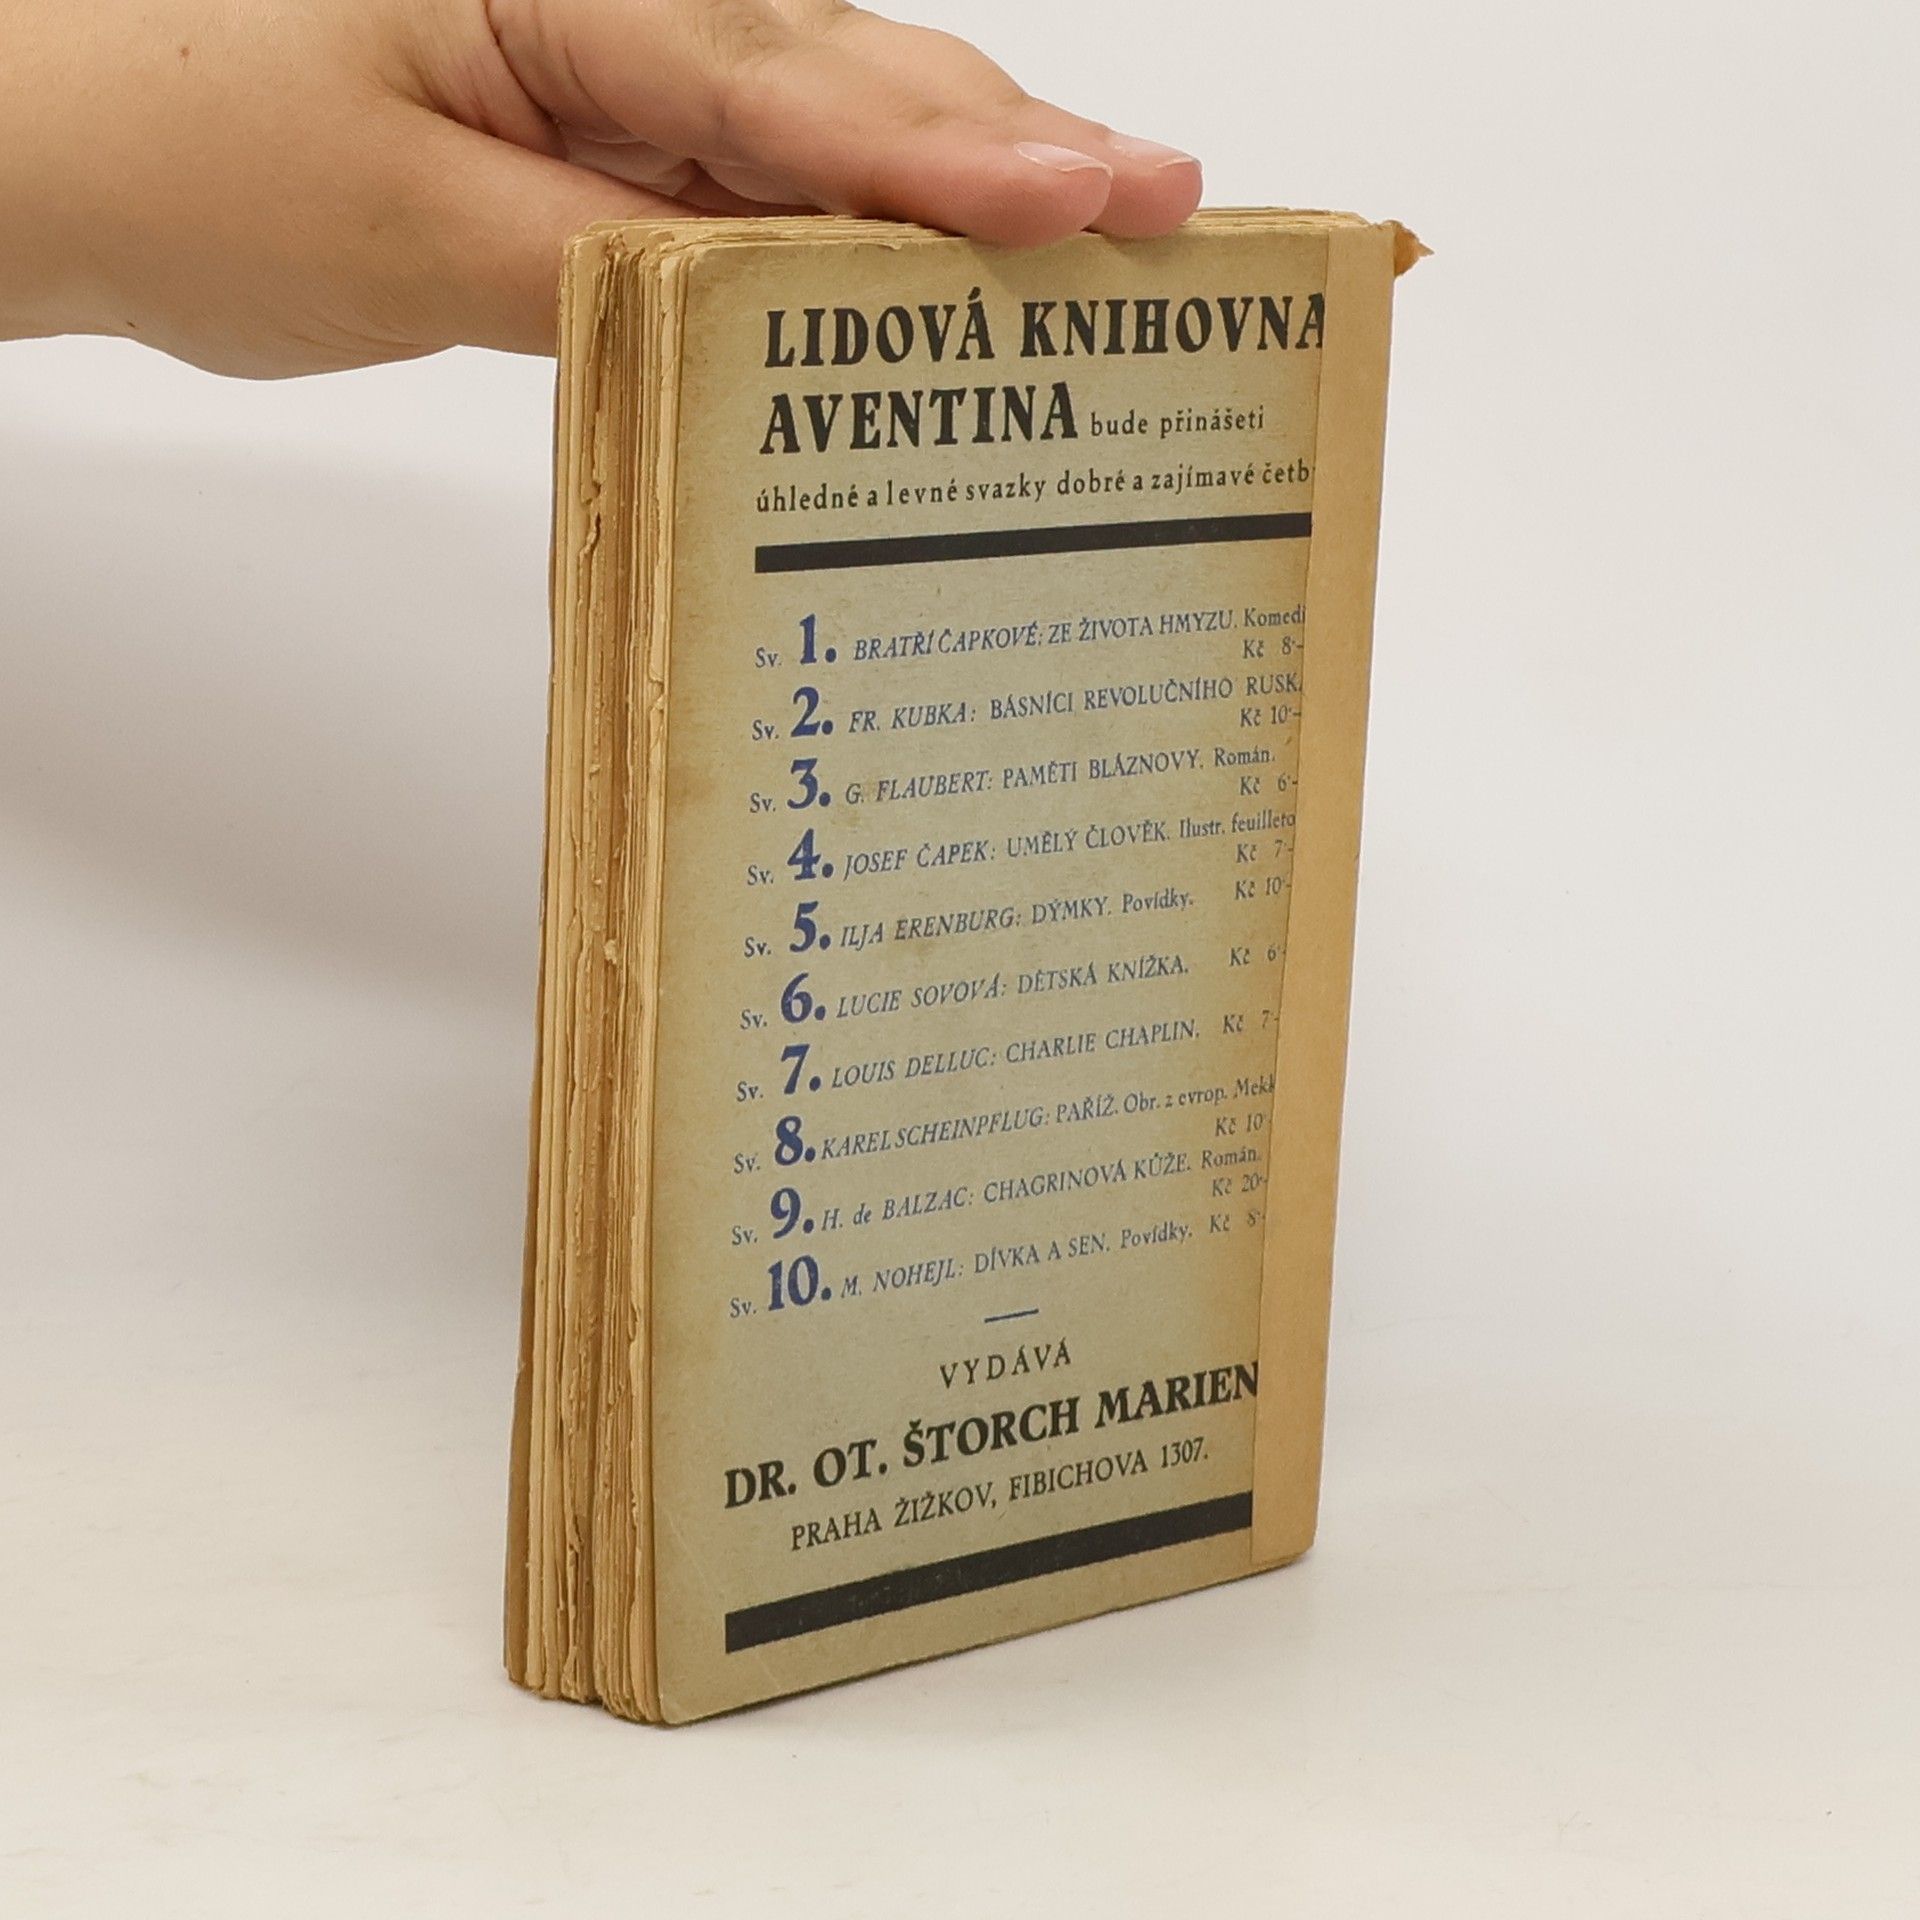 LIDOVÁ KNIHOVNA
AVENTINA bude přinášeti
úhledné a levné svazky dobré a zajímavé četb
Sv. 1. BRATŘÍ ČAPKOVÉ: ZE ŽIVOTA HMYZU. Komedi
Kč 8·–
Sv. 2. FR. KUBKA: BÁSNÍCI REVOLUČNÍHO RUSKA
Kč 10·–
Sv. 3. G. FLAUBERT: PAMĚTI BLÁZNOVY. Román.
Kč 6·–
Sv. 4. JOSEF ČAPEK: UMĚLÝ ČLOVĚK. Ilustr. feuilleto
Kč 7·–
Sv. 5. ILJA ERENBURG: DÝMKY. Povídky. Kč 10·–
Sv. 6. LUCIE SOVOVÁ: DĚTSKÁ KNÍŽKA. Kč 6·–
Sv. 7. LOUIS DELLUC: CHARLIE CHAPLIN. Kč 7·–
Sv. 8. KAREL SCHEINPFLUG: PAŘÍŽ. Obr. z evrop. Mekk
Kč 10·–
Sv. 9. H. de BALZAC: CHAGRINOVÁ KŮŽE. Román.
Kč 20·–
Sv. 10. M. NOHEJL: DÍVKA A SEN. Povídky. Kč 8·–
VYDÁVÁ
DR. OT. ŠTORCH MARIEN
PRAHA ŽIŽKOV, FIBICHOVA 1307.